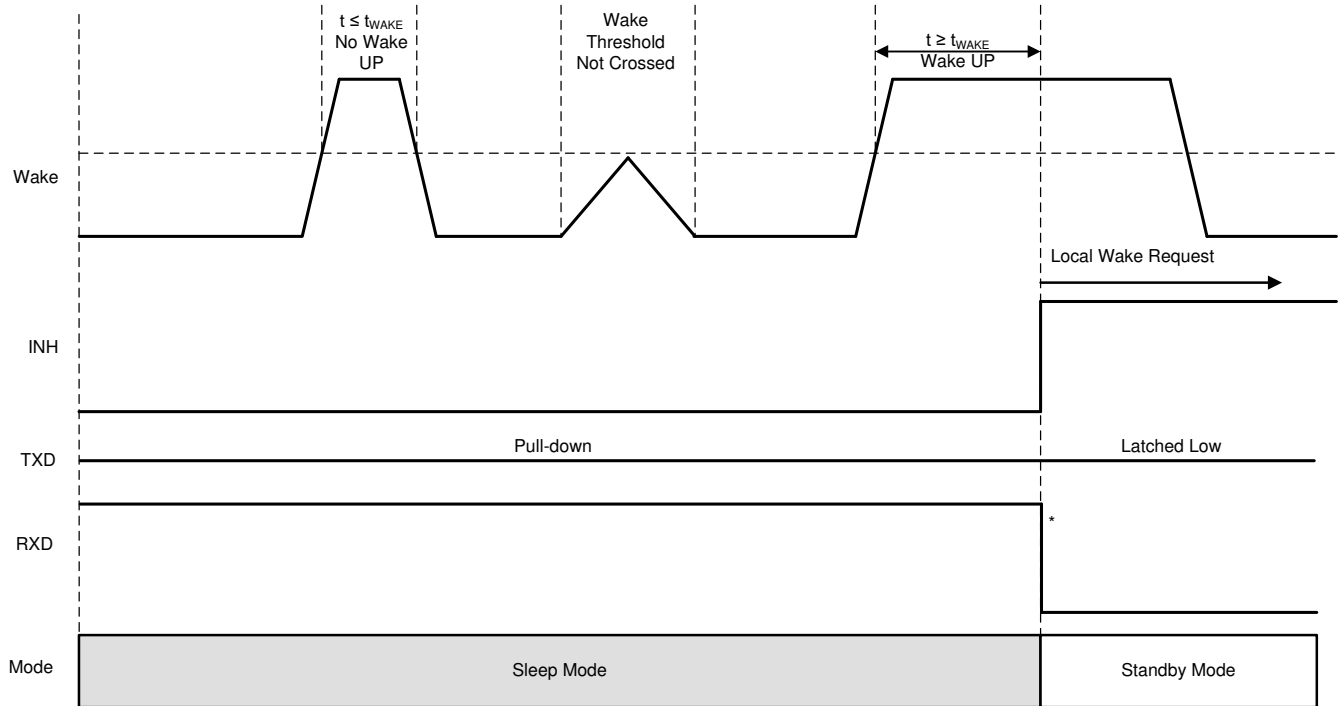 t ≤ tWAKE
No Wake
UP
Wake
Threshold
Not Crossed
t ≥ tWAKE
Wake UP
Wake
Local Wake Request
INH
Pull-down
Latched Low
TXD
*
RXD
Mode
Sleep Mode
Standby Mode